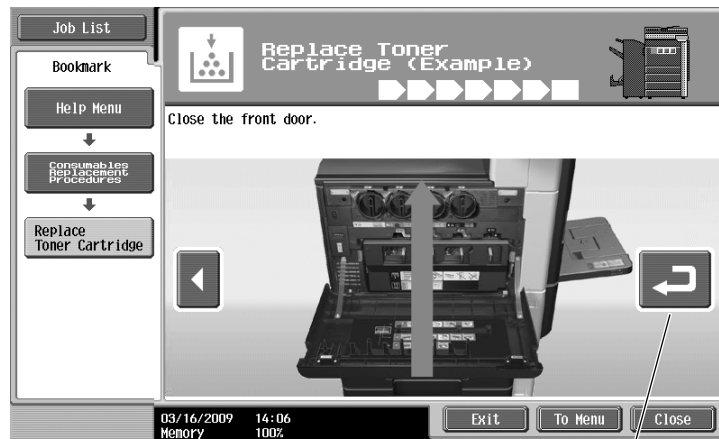 Job List
Bookmark
Help Menu
Consumables
Replacement
Procedures
Replace
Toner Cartridge
Replace Toner
Cartridge (Example)
Close the front door.
03/16/2009 14:06
Memory 100%
Exit
To Menu
Close